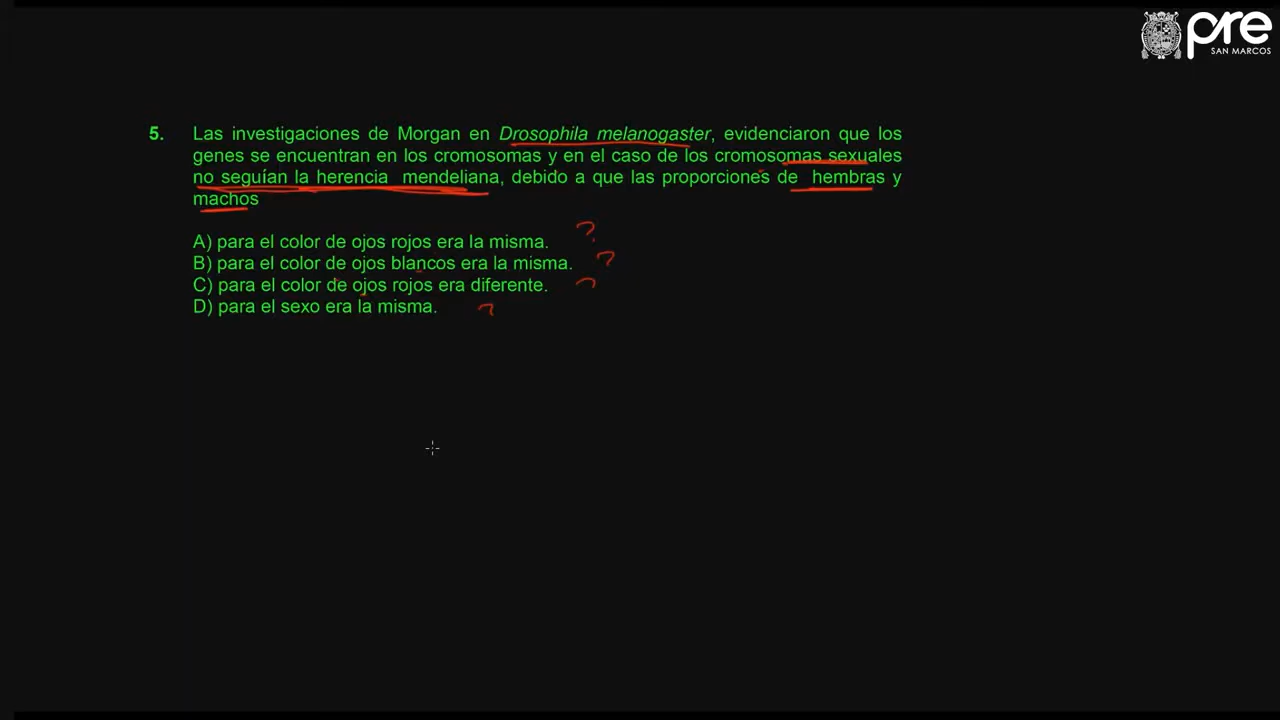 pre
SAN MARCOS
5. Las investigaciones de Morgan en Drosophila melanogaster, evidenciaron que los
genes se encuentran en los cromosomas y en el caso de los cromosomas sexuales
no seguían la herencia mendeliana, debido a que las proporciones de hembras y
machos
A) para el color de ojos rojos era la misma. ?
B) para el color de ojos blancos era la misma. ?
C) para el color de ojos rojos era diferente. ?
D) para el sexo era la misma. ?